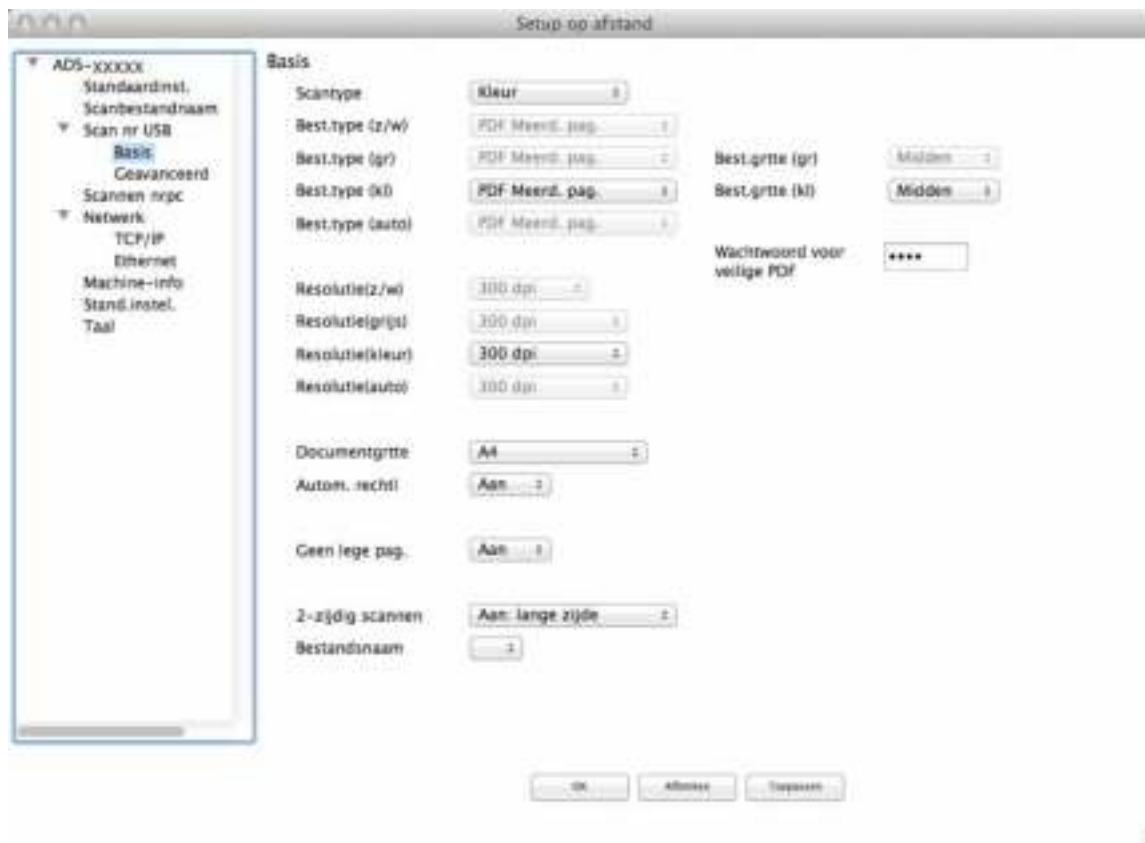 Setup op afstand
ADS-XXXXX
Standaardinst.
Scanbestandnaam
Scan nr USB
Basis
Geavanceerd
Scannen nrpc
Netwerk
TCP/IP
Ethernet
Machine-info
Stand.instel.
Taal
Basis
Scantype Kleur
Best.type (z/w) PDF Meerd. pag.
Best.type (gr) PDF Meerd. pag. Best.grtte (gr) Midden
Best.type (kl) PDF Meerd. pag. Best.grtte (kl) Midden
Best.type (auto) PDF Meerd. pag.
Wachtwoord voor
veilige PDF ••••
Resolutie(z/w) 300 dpi
Resolutie(grijs) 300 dpi
Resolutie(kleur) 300 dpi
Resolutie(auto) 300 dpi
Documentgrtte A4
Autom. rechtl Aan
Geen lege pag. Aan
2-zijdig scannen Aan: lange zijde
Bestandsnaam
OK Afbreken Toepassen